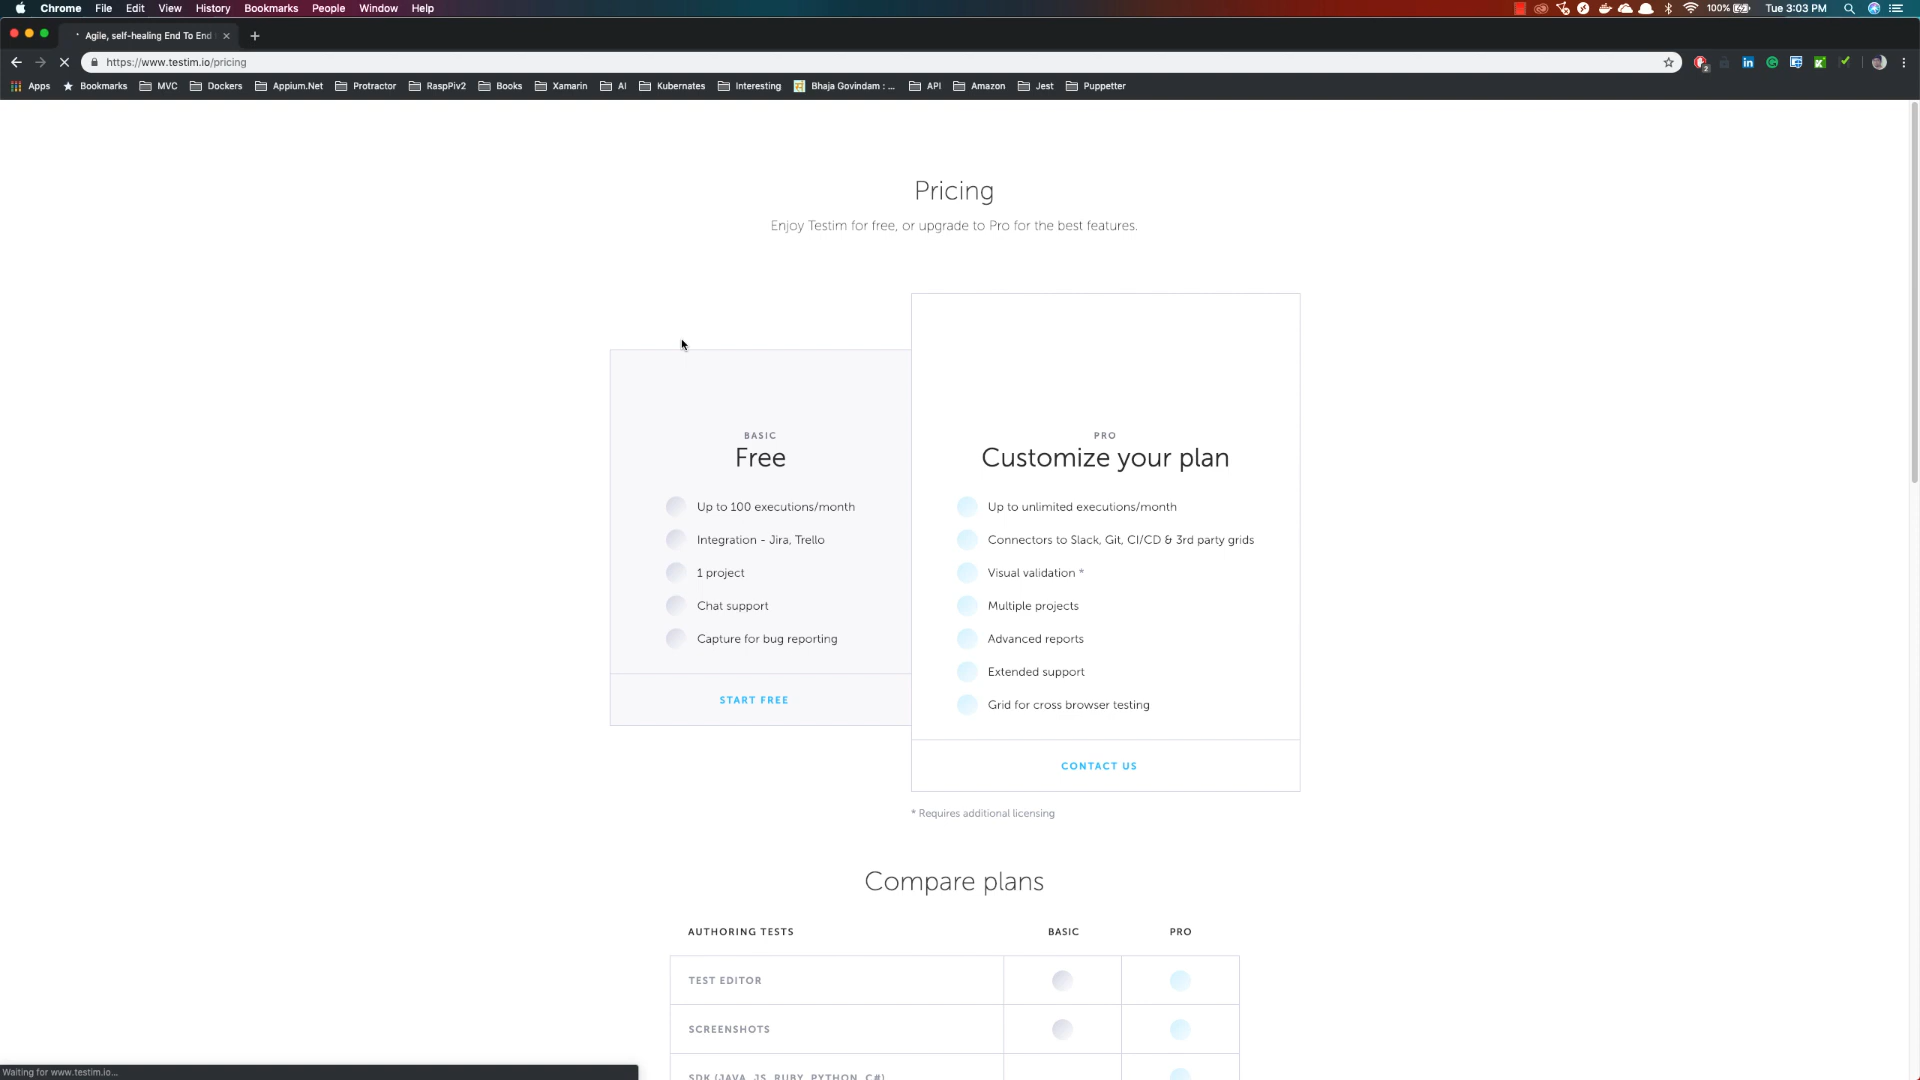 Chrome File Edit View History Bookmarks People Window Help 100% Tue 3:03 PM
Agile, self-healing End To End
https://www.testim.io/pricing
Apps Bookmarks MVC Dockers Appium.Net Protractor RaspPiv2 Books Xamarin AI Kubernates Interesting Bhaja Govindam : ... API Amazon Jest Puppetter
Pricing
Enjoy Testim for free, or upgrade to Pro for the best features.
BASIC
Free
Up to 100 executions/month
Integration - Jira, Trello
1 project
Chat support
Capture for bug reporting
START FREE
PRO
Customize your plan
Up to unlimited executions/month
Connectors to Slack, Git, CI/CD & 3rd party grids
Visual validation *
Multiple projects
Advanced reports
Extended support
Grid for cross browser testing
CONTACT US
* Requires additional licensing
Compare plans
AUTHORING TESTS BASIC PRO
TEST EDITOR
SCREENSHOTS
SDK (JAVA, JS, RUBY, PYTHON, C#)
Waiting for www.testim.io...